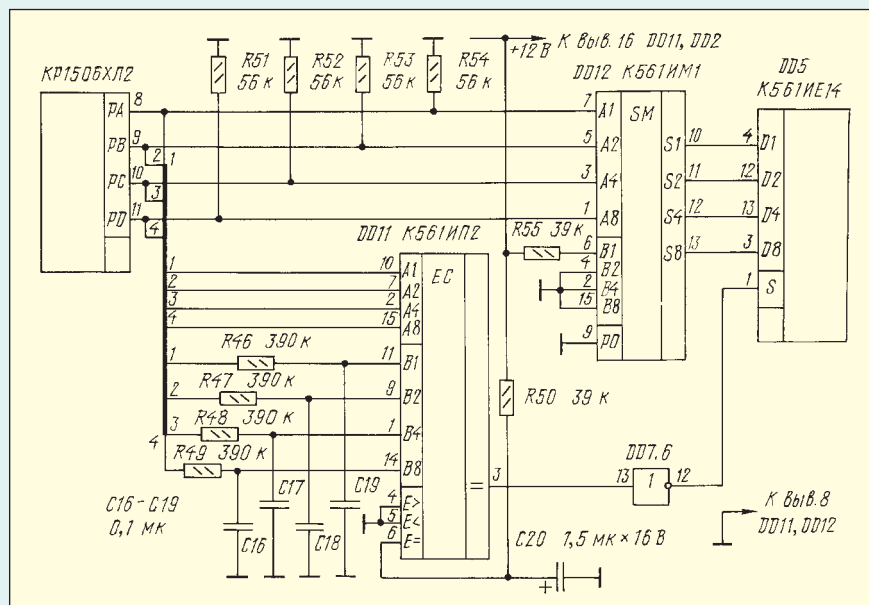 R51
56 к
R52
56 к
R53
56 к
R54
56 к
+12 В
К выв. 16 DD11, DD2
КР1506ХЛ2
PA 8
PB 9
PC 10
PD 11
1
2
3
4
DD12 К561ИМ1
SM
7 A1
5 A2
3 A4
1 A8
6 B1
4 B2
2 B4
15 B8
9 P0
S1 10
S2 11
S4 12
S8 13
DD5
К561ИЕ14
4 D1
12 D2
13 D4
3 D8
1 S
R55 39 к
DD11 К561ИП2
EC
1 10 A1
2 7 A2
3 2 A4
4 15 A8
1 R46 390 к 11 B1
2 R47 390 к 9 B2
3 R48 390 к 1 B4
4 R49 390 к 14 B8
4 E>
5 E<
6 E=
= 3
R50 39 к
DD7.6
13 1 12
C16–C19
0,1 мк
C16
C17
C18
C19
C20 1,5 мк × 16 В
+
К выв. 8
DD11, DD12